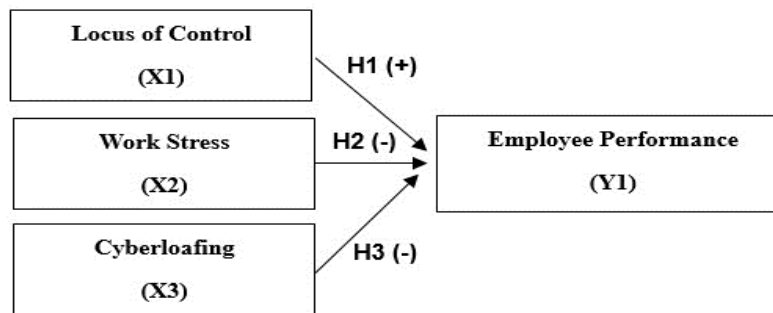 Locus of Control
(X1)
H1 (+)
Work Stress
(X2)
H2 (-)
Employee Performance
(Y1)
Cyberloafing
(X3)
H3 (-)